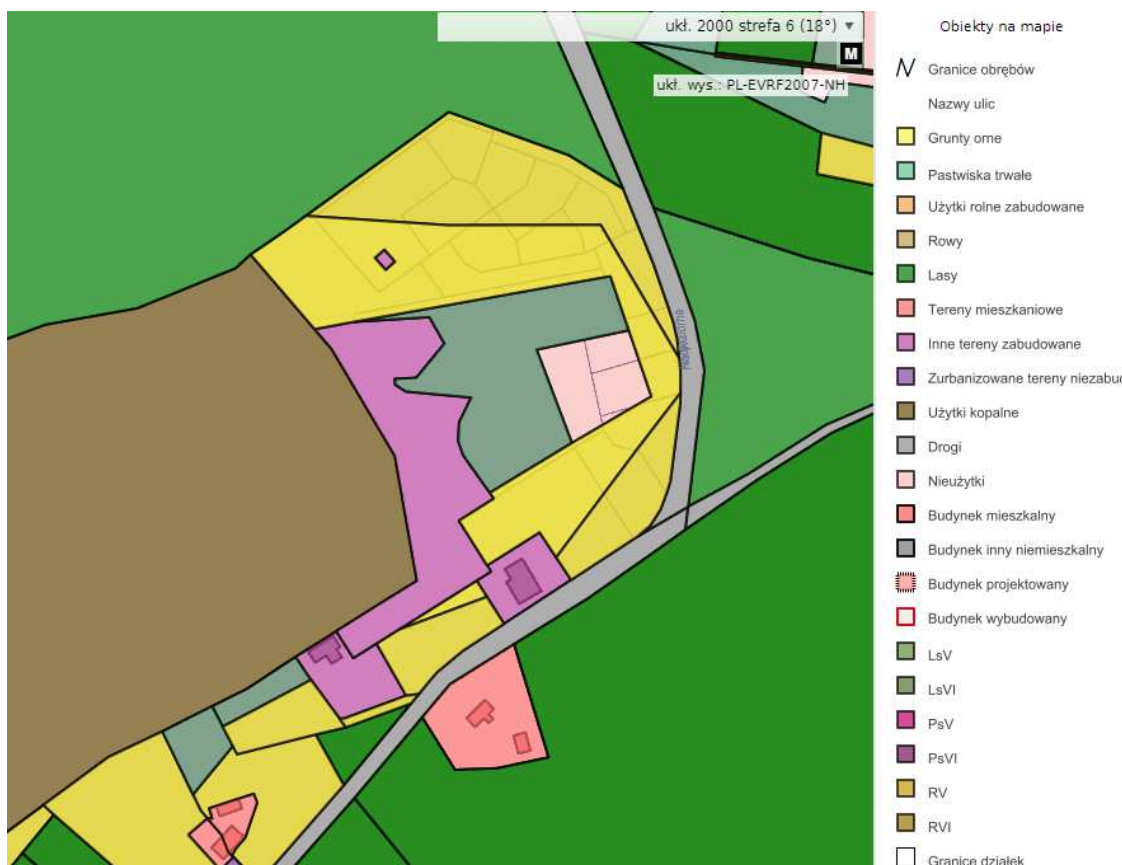 ukł. 2000 strefa 6 (18°) ▼
M
ukł. wys.: PL-EVRF2007-NH
Nadjeziorna
Obiekty na mapie
Granice obrębów
Nazwy ulic
Grunty orne
Pastwiska trwałe
Użytki rolne zabudowane
Rowy
Lasy
Tereny mieszkaniowe
Inne tereny zabudowane
Zurbanizowane tereny niezabud
Użytki kopalne
Drogi
Nieużytki
Budynek mieszkalny
Budynek inny niemieszkalny
Budynek projektowany
Budynek wybudowany
LsV
LsVI
PsV
PsVI
RV
RVI
Granice działek